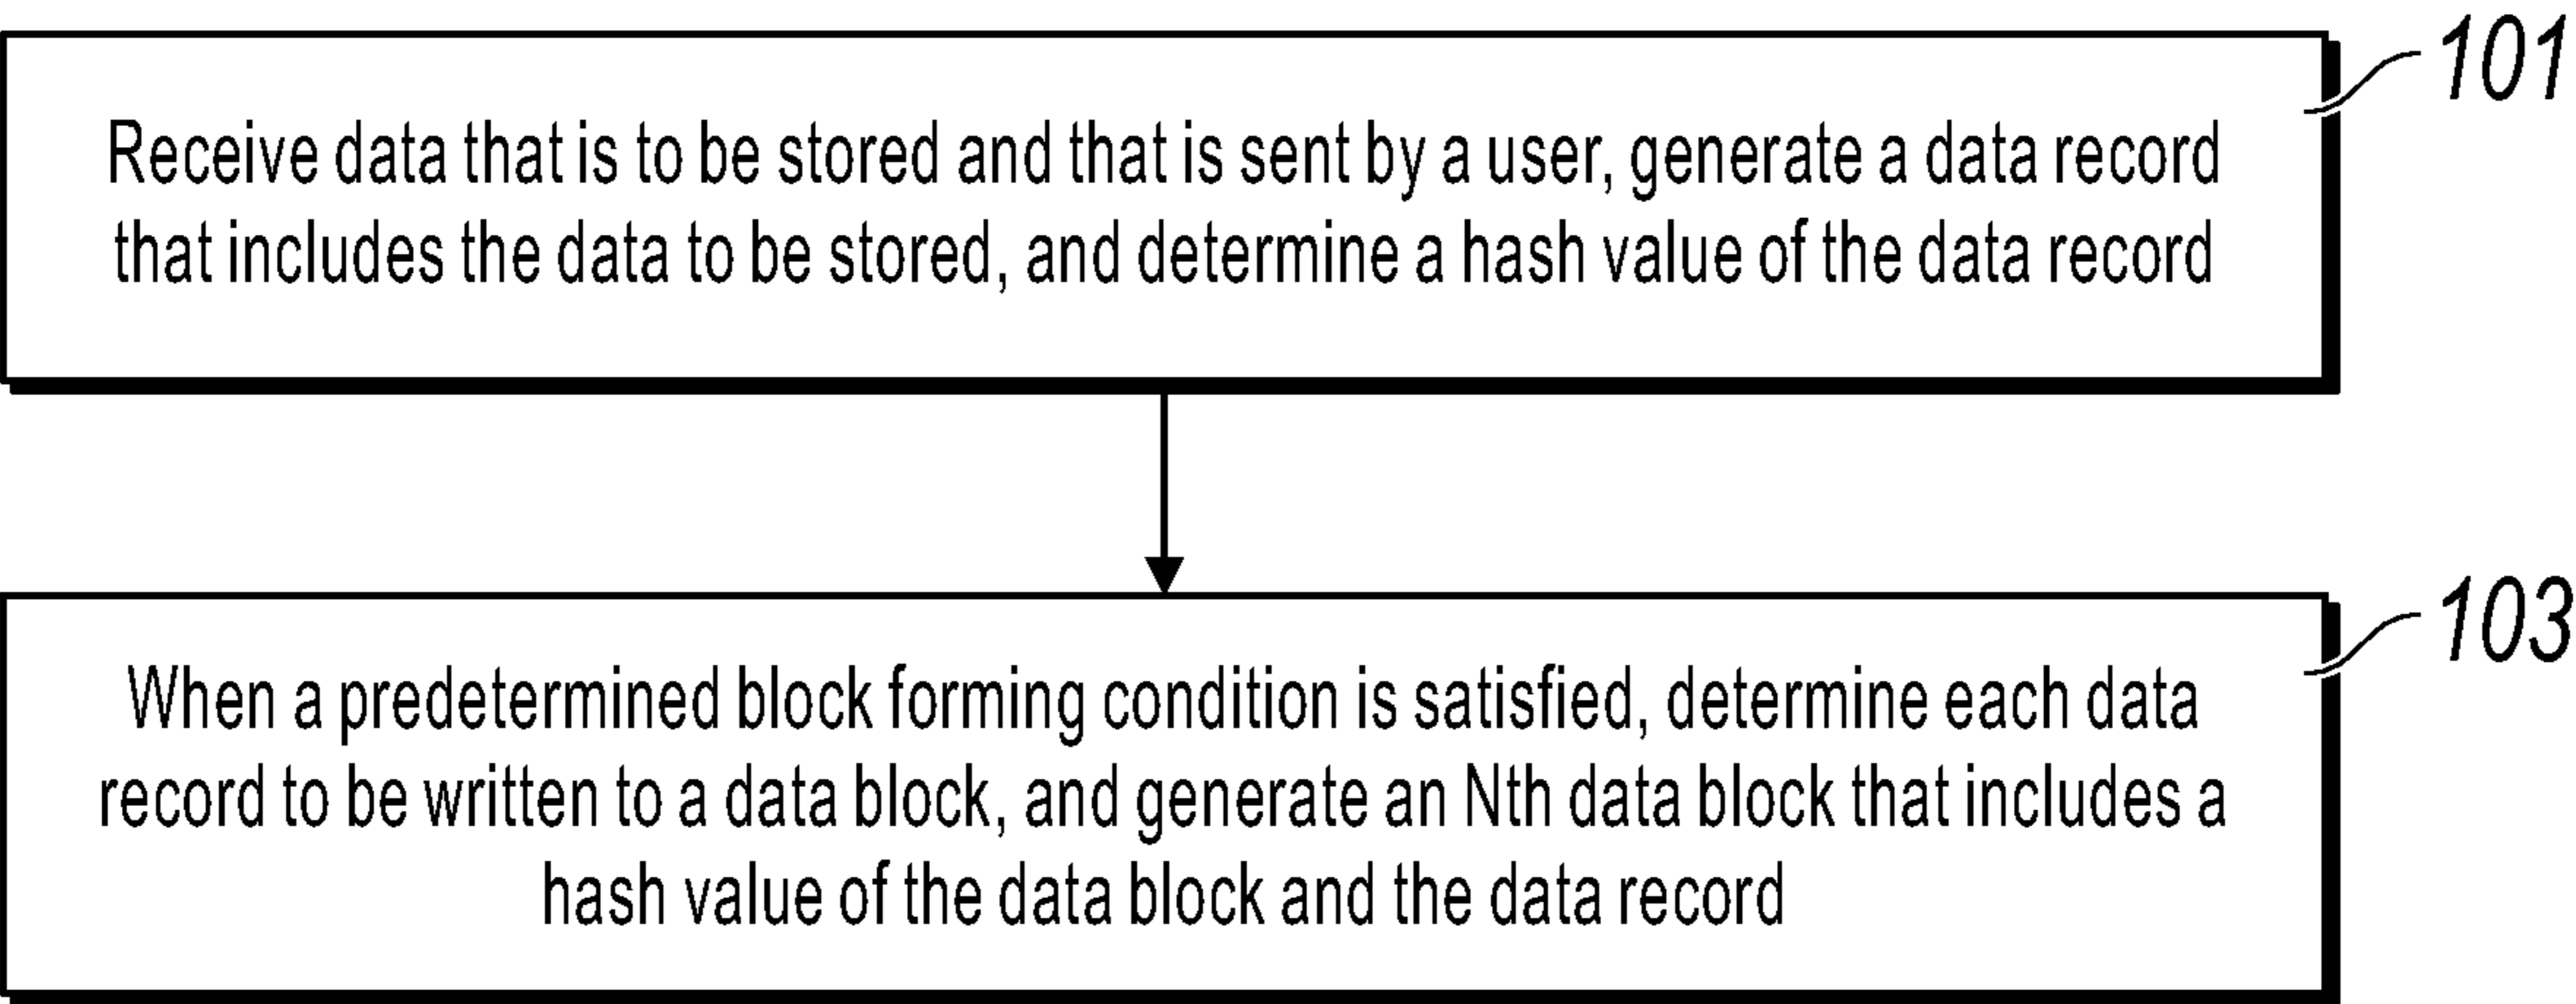 101
Receive data that is to be stored and that is sent by a user, generate a data record
that includes the data to be stored, and determine a hash value of the data record
103
When a predetermined block forming condition is satisfied, determine each data
record to be written to a data block, and generate an Nth data block that includes a
hash value of the data block and the data record